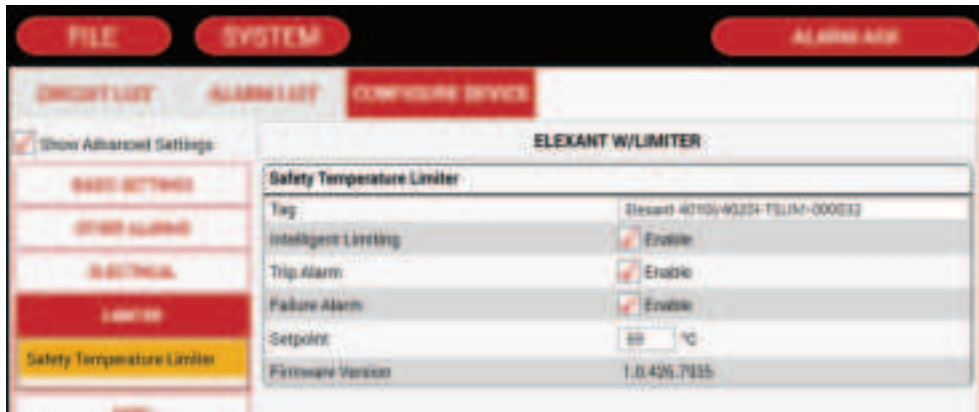 FILE SYSTEM ALARM ACK
CIRCUIT LIST ALARM LIST CONFIGURE DEVICE
Show Advanced Settings
ELEXANT W/LIMITER
BASIC SETTINGS
OTHER ALARMS
ELECTRICAL
LIMITER
Safety Temperature Limiter
Safety Temperature Limiter
Tag
Intelligent Limiting Enable
Trip Alarm Enable
Failure Alarm Enable
Setpoint °C
Firmware Version